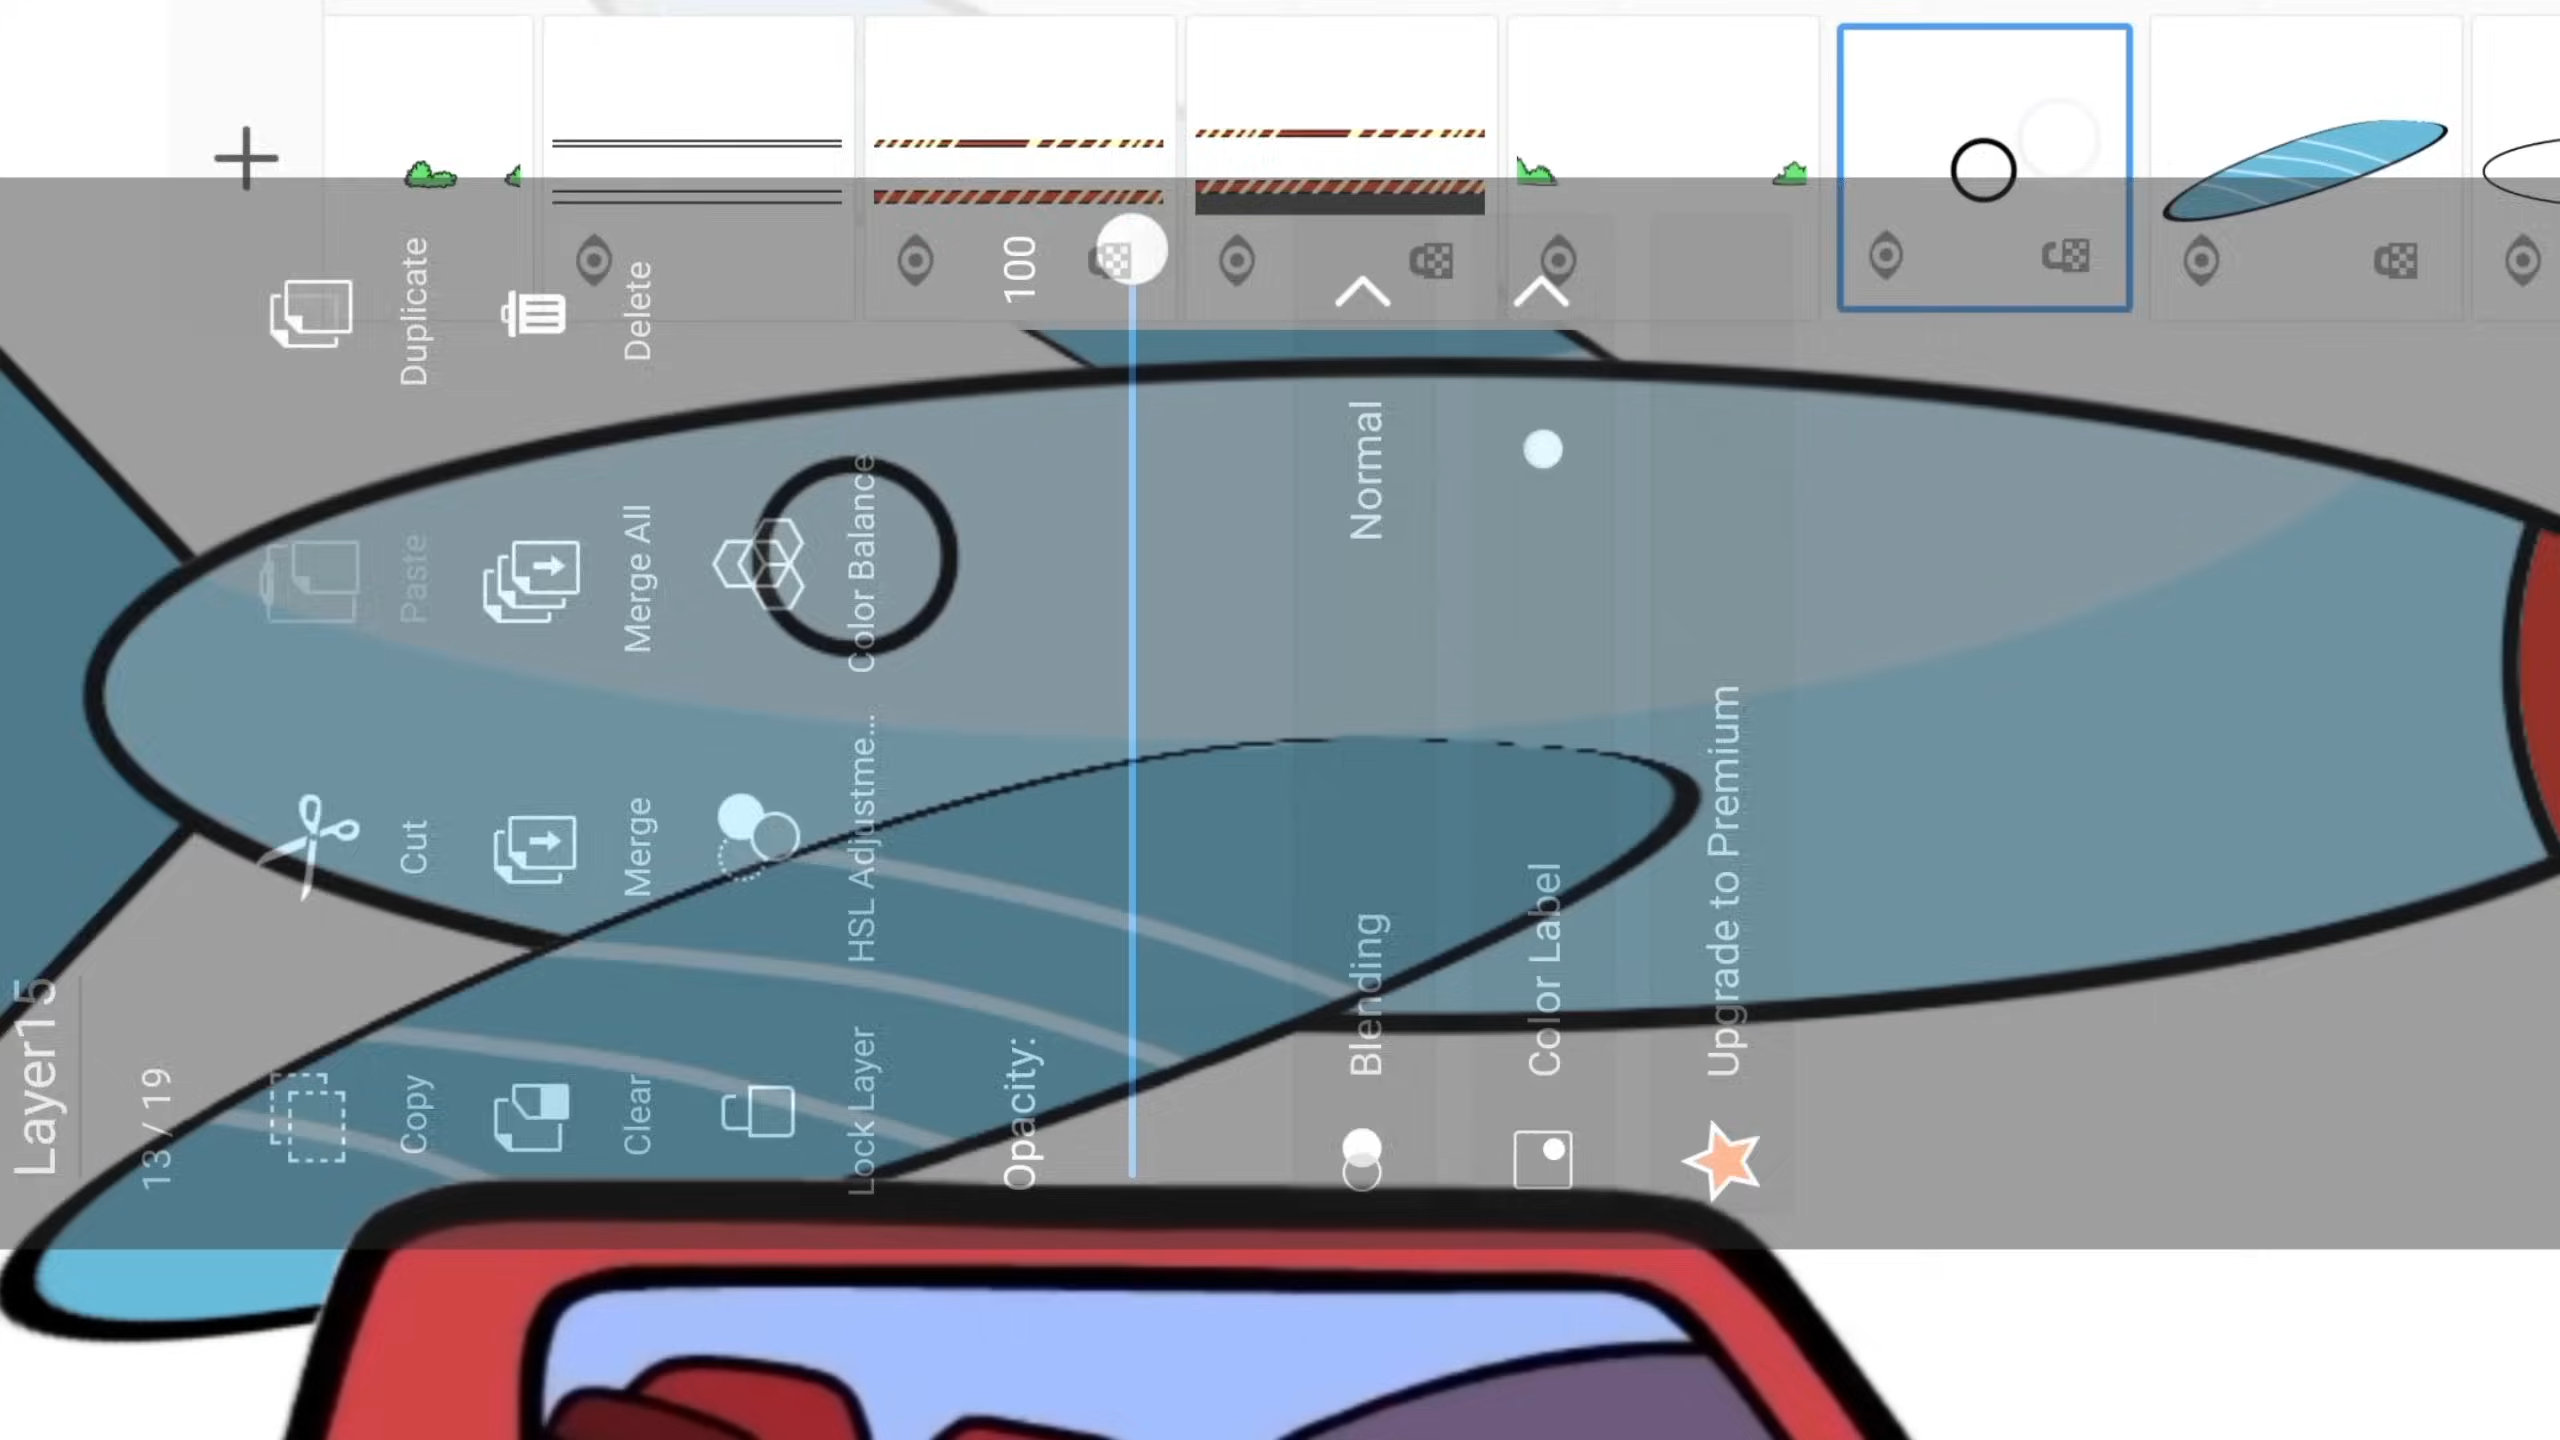 Layer15
13 / 19
Copy
Cut
Paste
Duplicate
Clear
Merge
Merge All
Delete
Lock Layer
HSL Adjustme...
Color Balance
Opacity:
100
Blending
Normal
Color Label
Upgrade to Premium